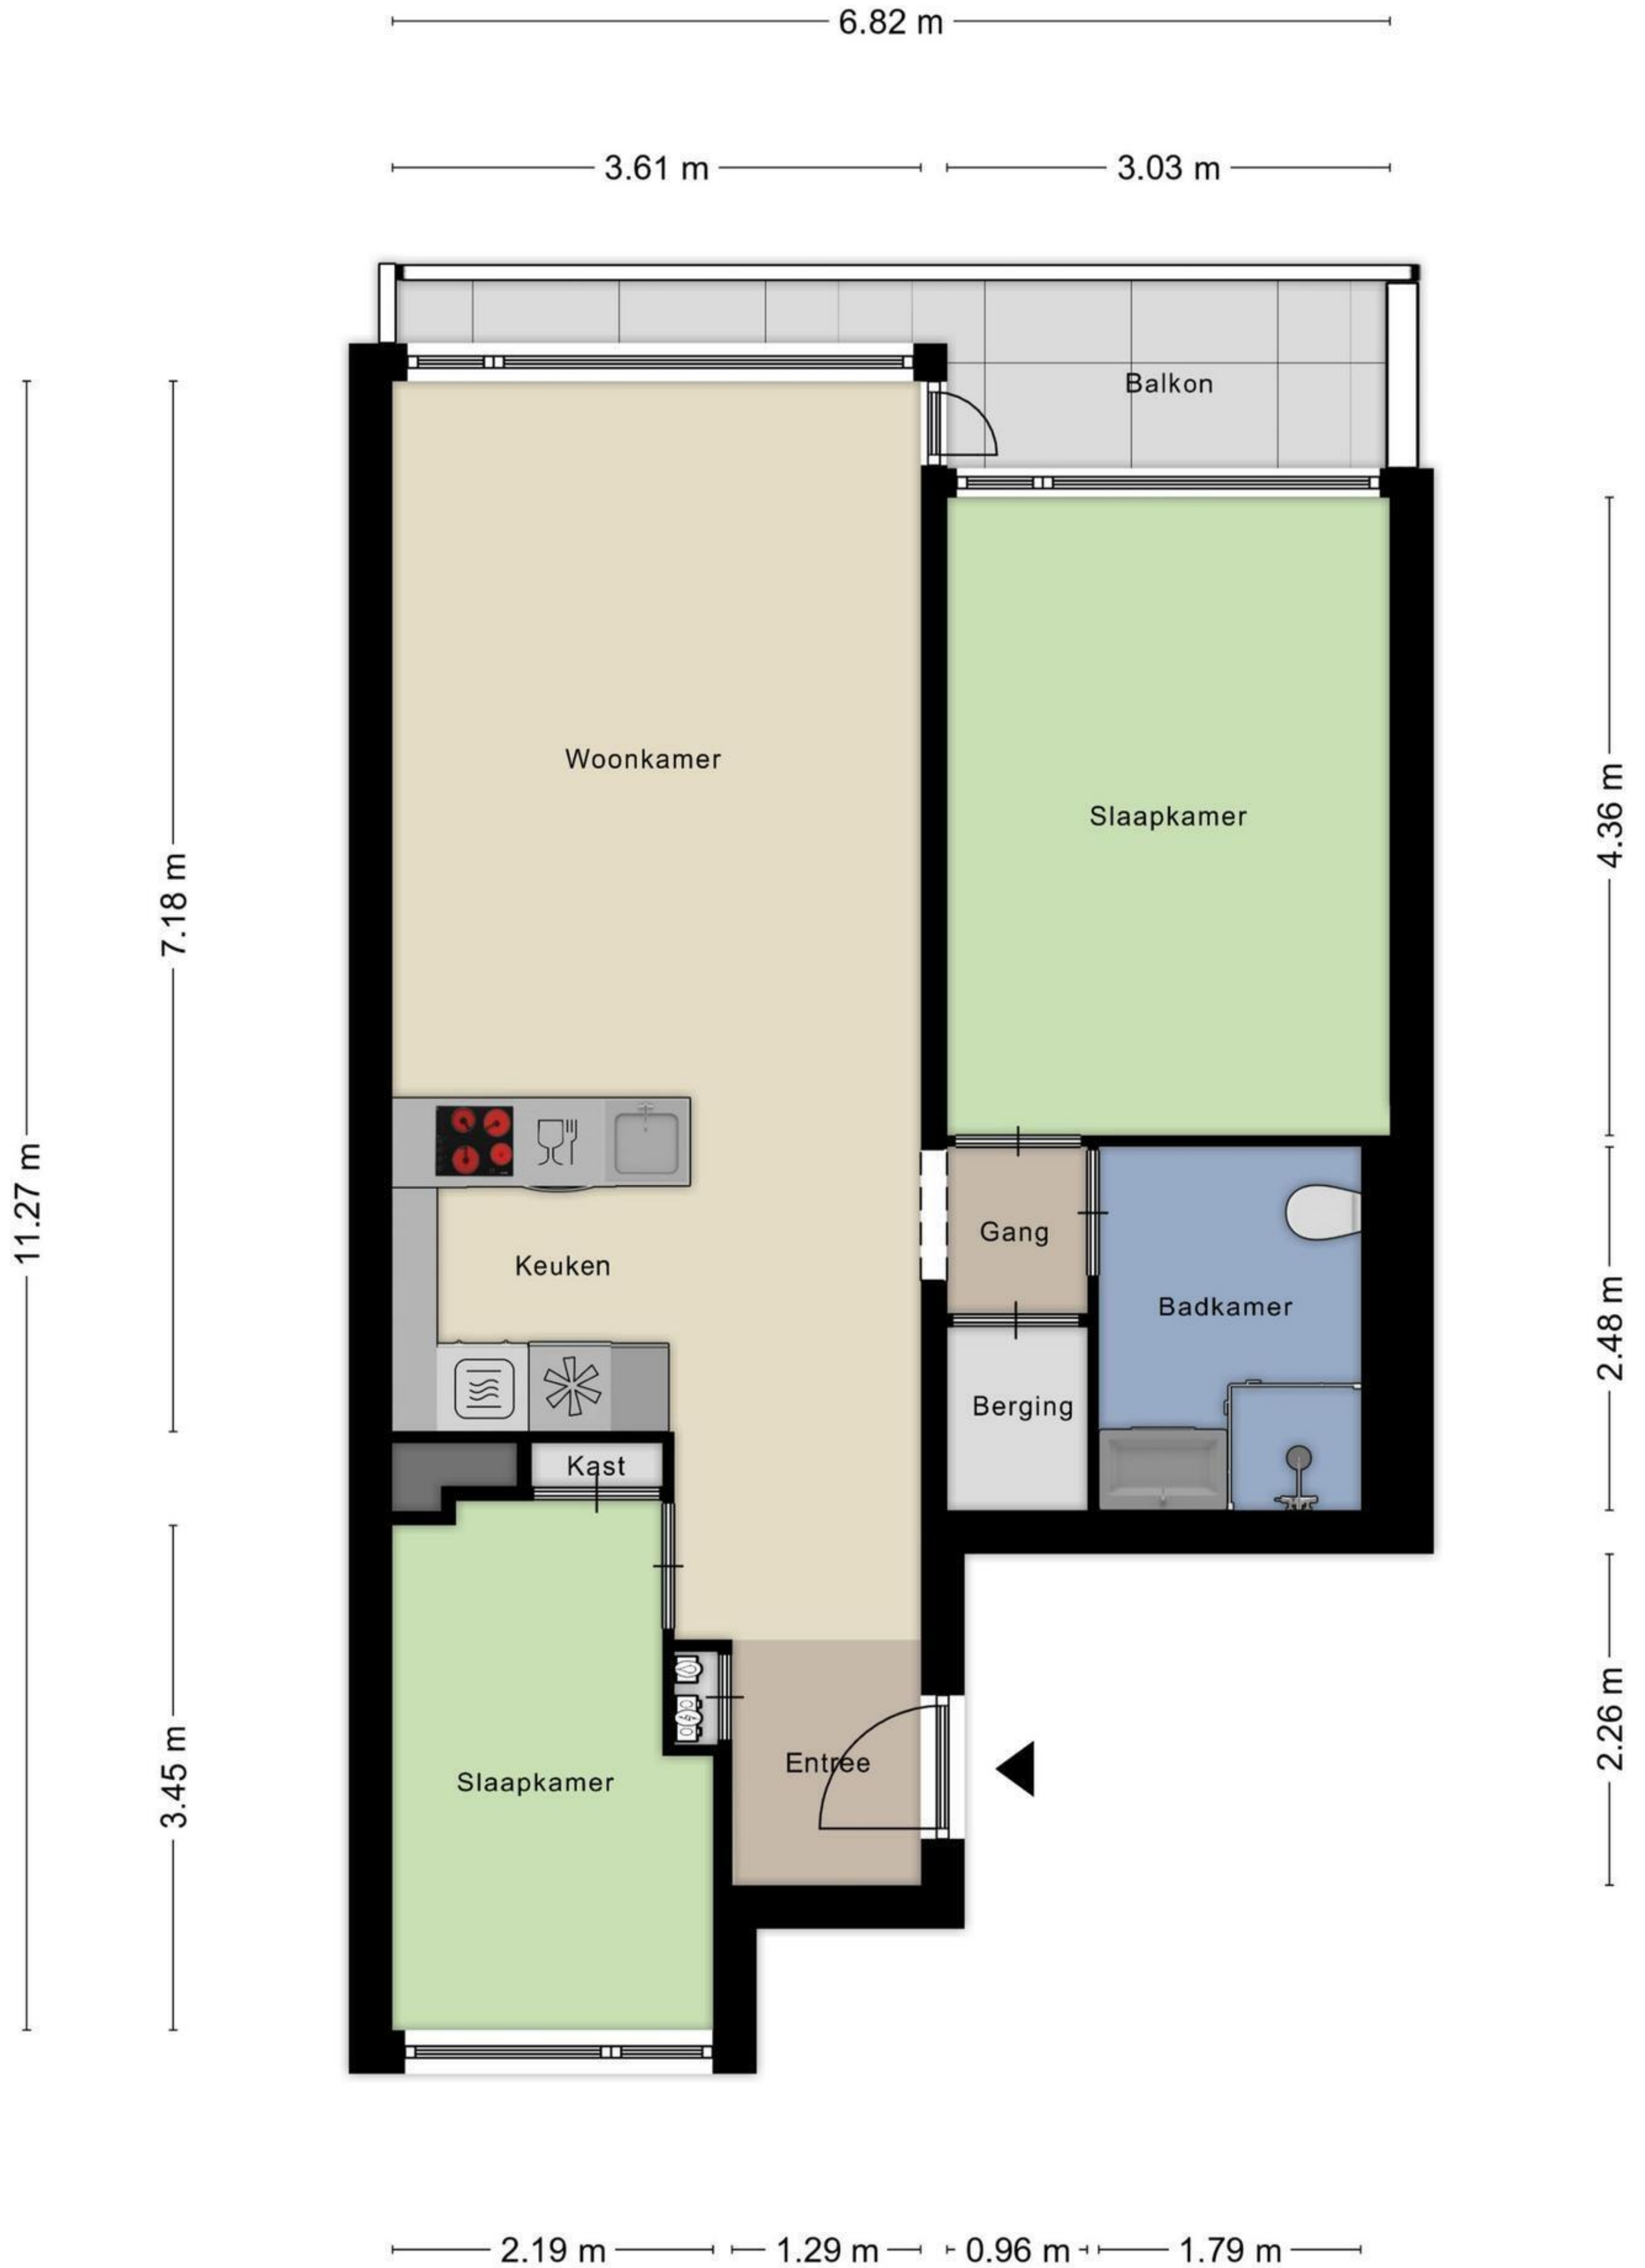 6.82 m
3.61 m
3.03 m
Balkon
Woonkamer
Slaapkamer
4.36 m
7.18 m
11.27 m
Gang
Keuken
Badkamer
2.48 m
Berging
Kast
2.26 m
Entree
Slaapkamer
3.45 m
2.19 m
1.29 m
0.96 m
1.79 m